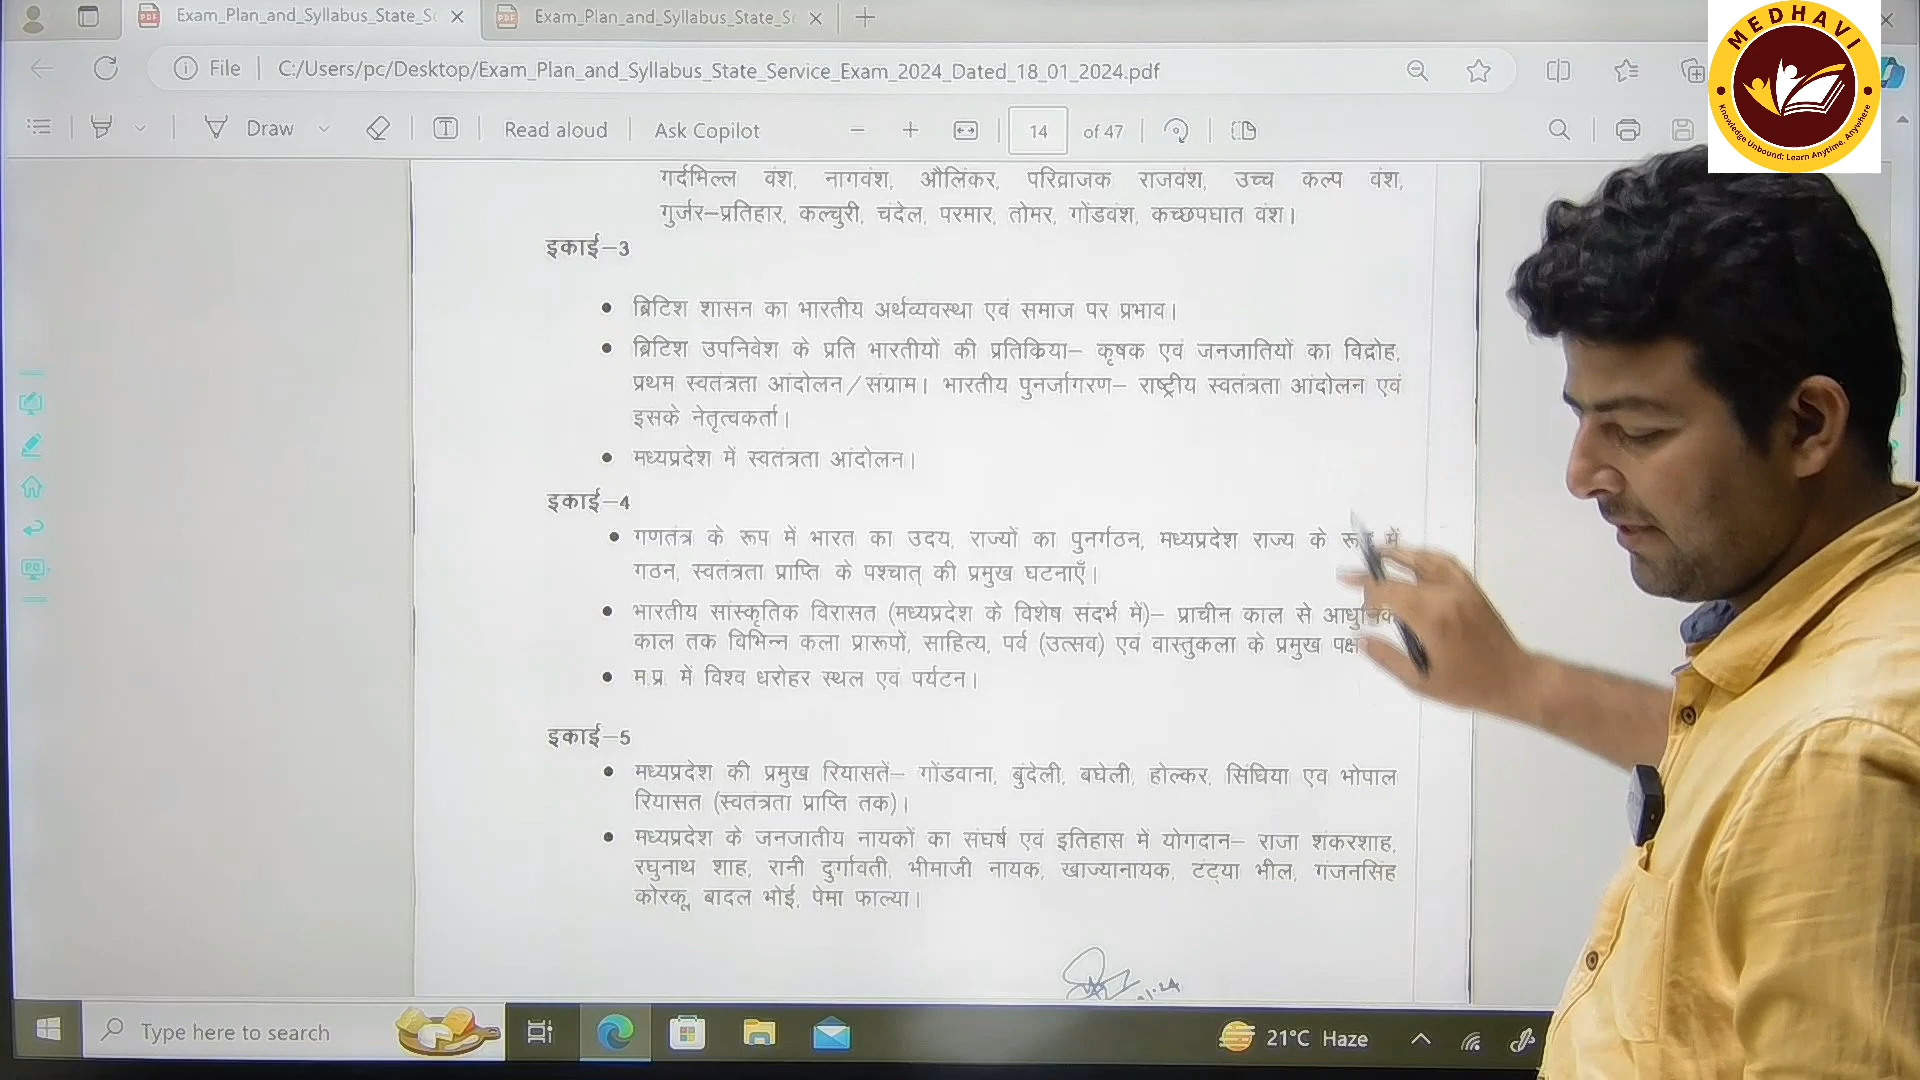 Exam_Plan_and_Syllabus_State_S
Exam_Plan_and_Syllabus_State_S
File
C:/Users/pc/Desktop/Exam_Plan_and_Syllabus_State_Service_Exam_2024_Dated_18_01_2024.pdf
Draw
Read aloud
Ask Copilot
14
of 47
MEDHAVI
Knowledge Unbound: Learn Anytime, Anywhere
गर्दभिल्ल वंश, नागवंश, औलिंकर, परिव्राजक राजवंश, उच्च कल्प वंश,
गुर्जर–प्रतिहार, कल्चुरी, चंदेल, परमार, तोमर, गोंडवंश, कच्छपघात वंश।
इकाई–3
● ब्रिटिश शासन का भारतीय अर्थव्यवस्था एवं समाज पर प्रभाव।
● ब्रिटिश उपनिवेश के प्रति भारतीयों की प्रतिक्रिया– कृषक एवं जनजातियों का विद्रोह,
प्रथम स्वतंत्रता आंदोलन/संग्राम। भारतीय पुनर्जागरण– राष्ट्रीय स्वतंत्रता आंदोलन एवं
इसके नेतृत्वकर्ता।
● मध्यप्रदेश में स्वतंत्रता आंदोलन।
इकाई–4
● गणतंत्र के रूप में भारत का उदय, राज्यों का पुनर्गठन, मध्यप्रदेश राज्य के रूप में
गठन, स्वतंत्रता प्राप्ति के पश्चात् की प्रमुख घटनाएँ।
● भारतीय सांस्कृतिक विरासत (मध्यप्रदेश के विशेष संदर्भ में)– प्राचीन काल से आधुनिक
काल तक विभिन्न कला प्रारूपों, साहित्य, पर्व (उत्सव) एवं वास्तुकला के प्रमुख पक्ष
● म.प्र. में विश्व धरोहर स्थल एवं पर्यटन।
इकाई–5
● मध्यप्रदेश की प्रमुख रियासतें– गोंडवाना, बुंदेली, बघेली, होल्कर, सिंधिया एव भोपाल
रियासत (स्वतंत्रता प्राप्ति तक)।
● मध्यप्रदेश के जनजातीय नायकों का संघर्ष एवं इतिहास में योगदान– राजा शंकरशाह,
रघुनाथ शाह, रानी दुर्गावती, भीमाजी नायक, खाज्यानायक, टंट्या भील, गंजनसिंह
कोरकू, बादल भोई, पेमा फाल्या।
Type here to search
21°C Haze